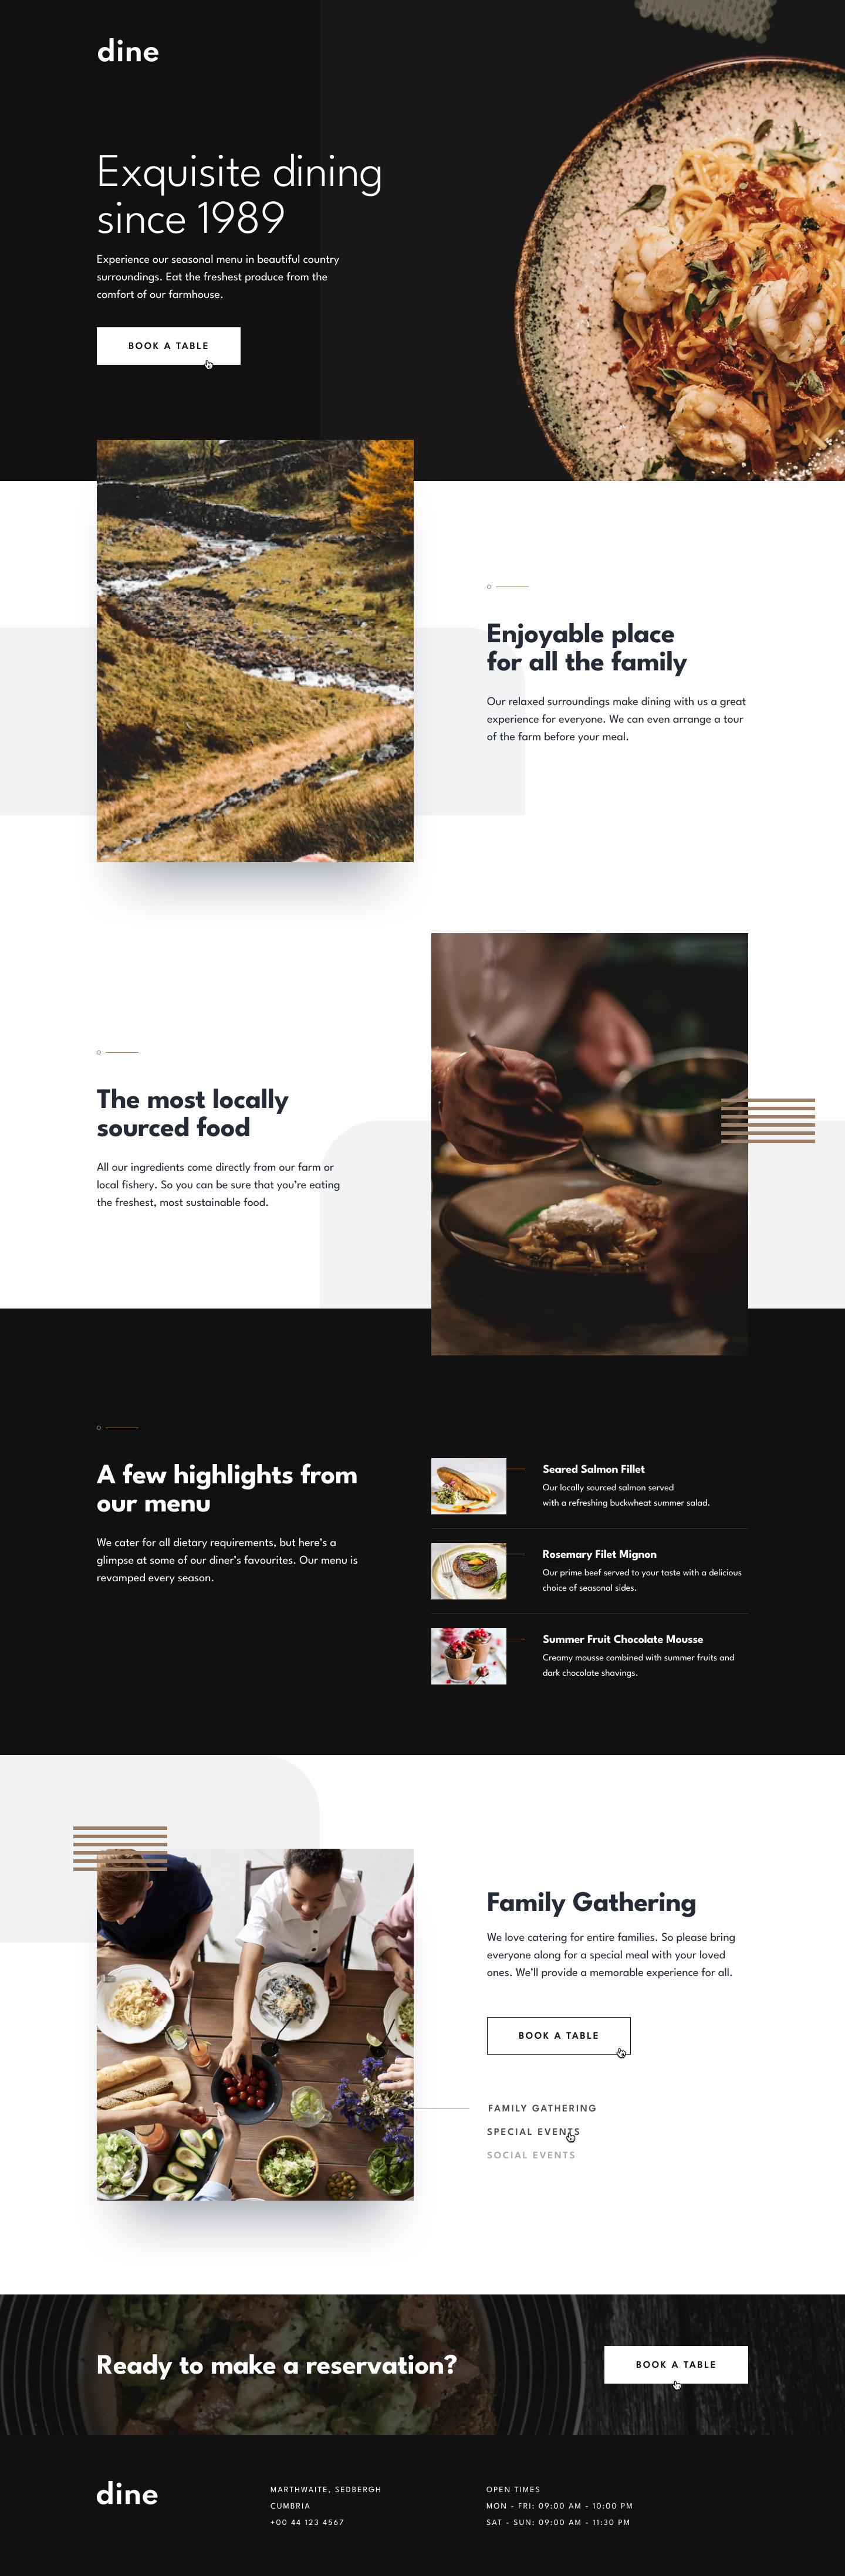 dine
Exquisite dining
since 1989
Experience our seasonal menu in beautiful country
surroundings. Eat the freshest produce from the
comfort of our farmhouse.
BOOK A TABLE
Enjoyable place
for all the family
Our relaxed surroundings make dining with us a great
experience for everyone. We can even arrange a tour
of the farm before your meal.
The most locally
sourced food
All our ingredients come directly from our farm or
local fishery. So you can be sure that you’re eating
the freshest, most sustainable food.
A few highlights from
our menu
We cater for all dietary requirements, but here’s a
glimpse at some of our diner’s favourites. Our menu is
revamped every season.
Seared Salmon Fillet
Our locally sourced salmon served
with a refreshing buckwheat summer salad.
Rosemary Filet Mignon
Our prime beef served to your taste with a delicious
choice of seasonal sides.
Summer Fruit Chocolate Mousse
Creamy mousse combined with summer fruits and
dark chocolate shavings.
Family Gathering
We love catering for entire families. So please bring
everyone along for a special meal with your loved
ones. We’ll provide a memorable experience for all.
BOOK A TABLE
FAMILY GATHERING
SPECIAL EVENTS
SOCIAL EVENTS
Ready to make a reservation?
BOOK A TABLE
dine
MARTHWAITE, SEDBERGH
CUMBRIA
+00 44 123 4567
OPEN TIMES
MON - FRI: 09:00 AM - 10:00 PM
SAT - SUN: 09:00 AM - 11:30 PM